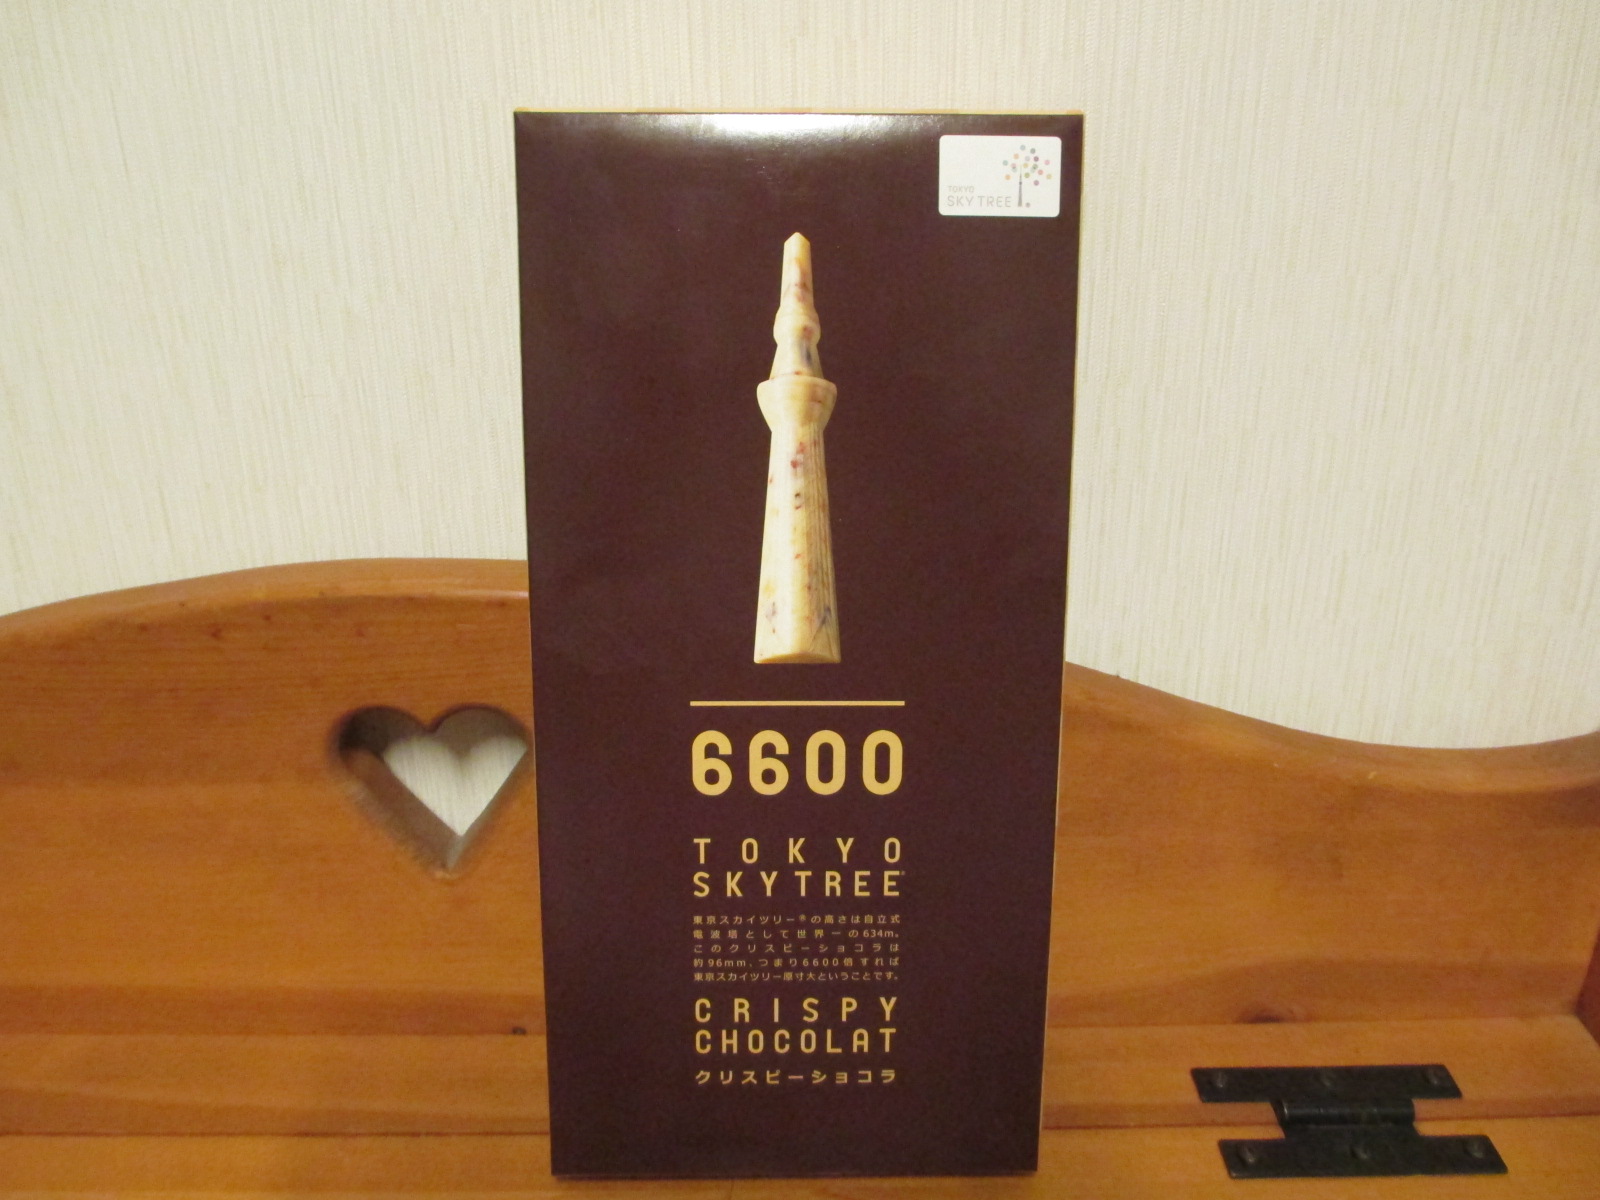 TOKYO
SKY TREE
6600
TOKYO
SKYTREE®
東京スカイツリー®の高さは自立式
電波塔として世界一の634m。
このクリスピーショコラは
約96mm、つまり6600倍すれば
東京スカイツリー原寸大ということです。
CRISPY
CHOCOLAT
クリスピーショコラ